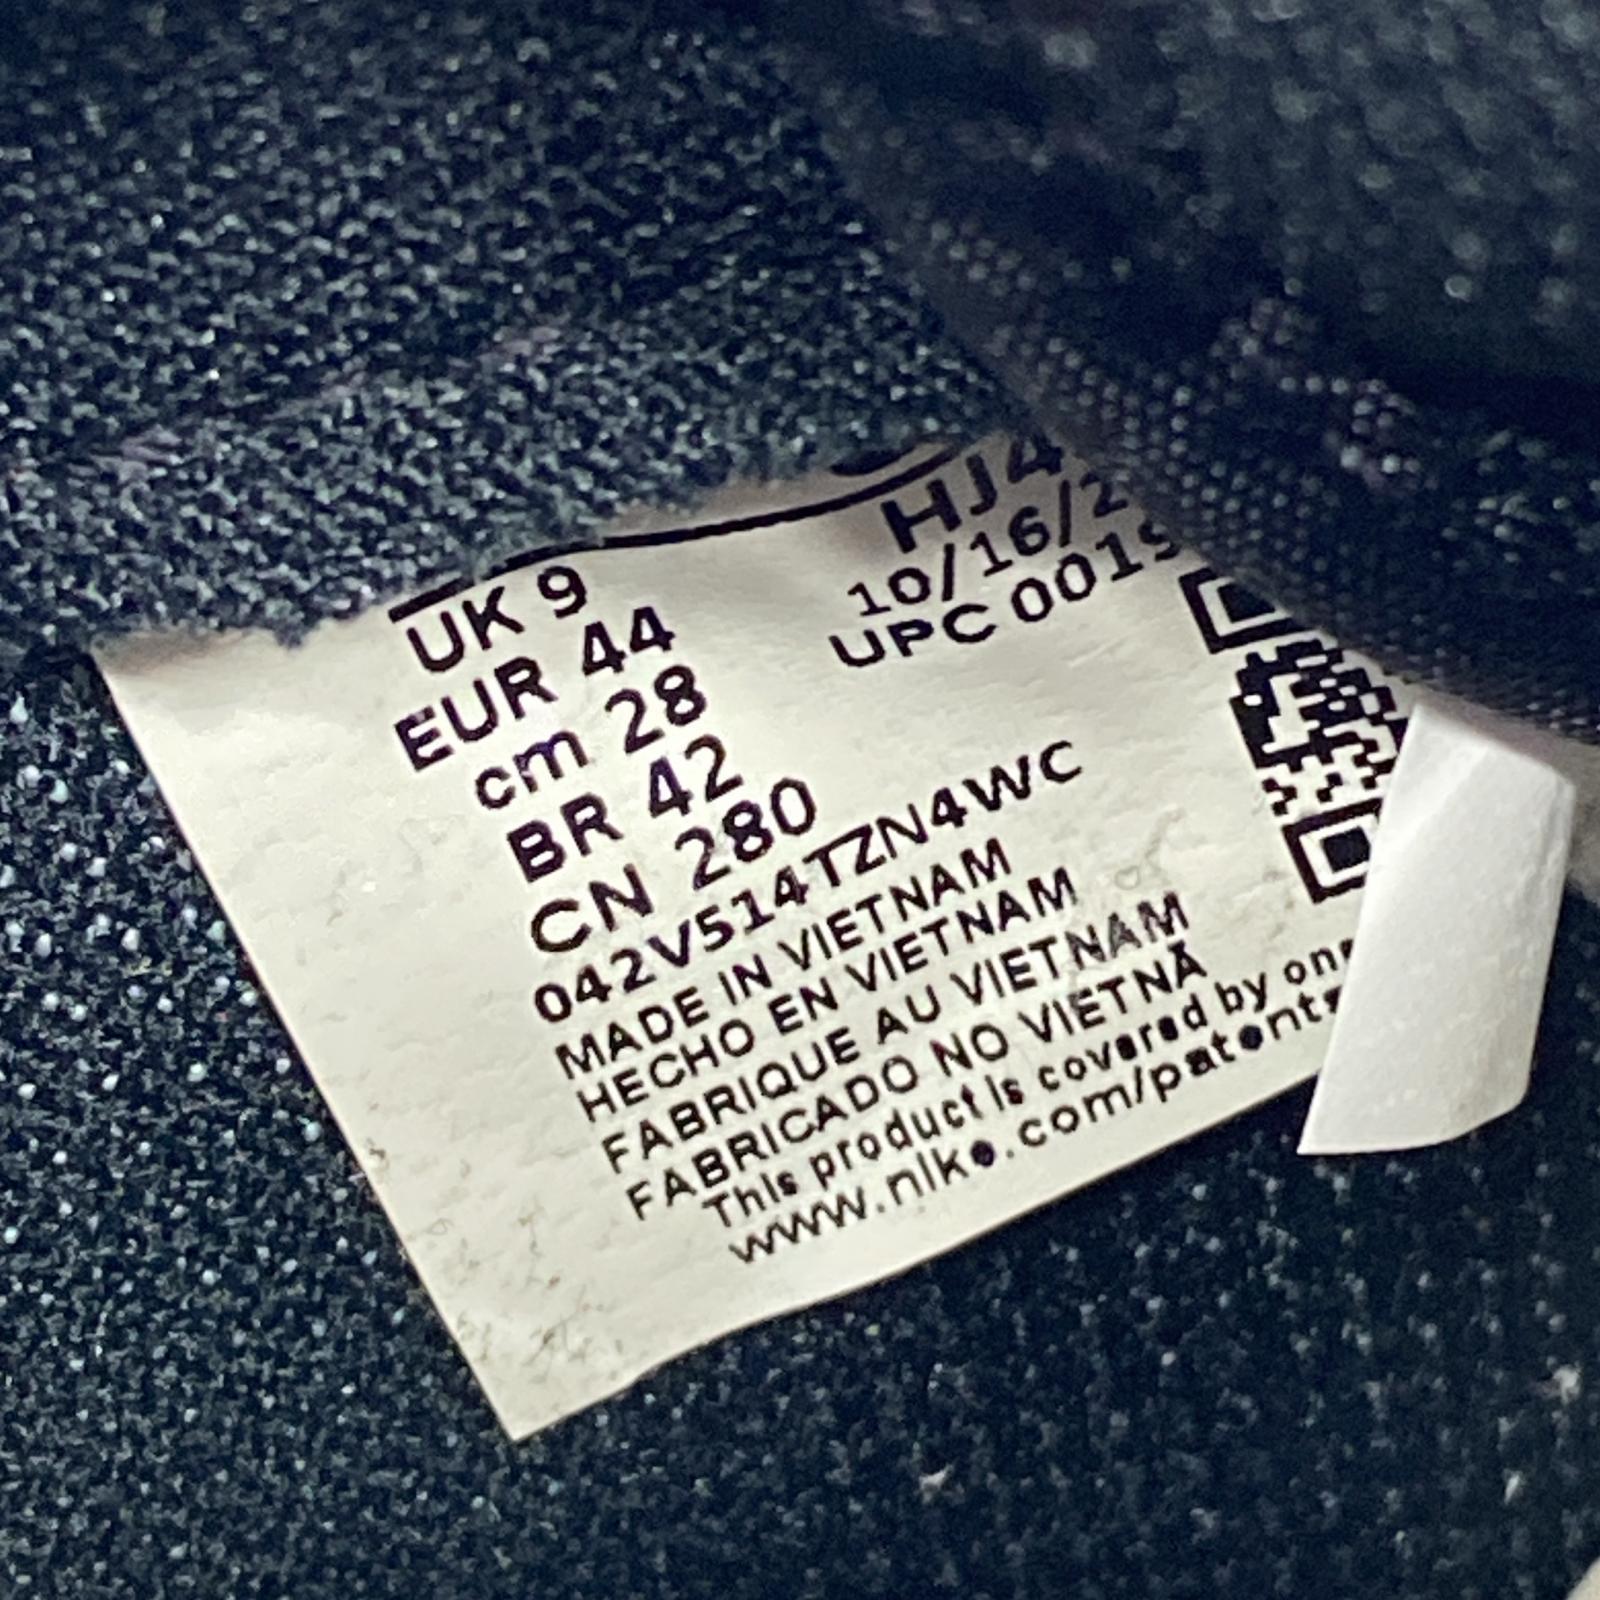 UK 9
EUR 44
cm 28
BR 42
CN 280
HJ4
10/16/2
UPC 0019
042V514TZN4WC
MADE IN VIETNAM
HECHO EN VIETNAM
FABRIQUE AU VIETNAM
FABRICADO NO VIETNÃ
This product is covered by one
www.nike.com/patents